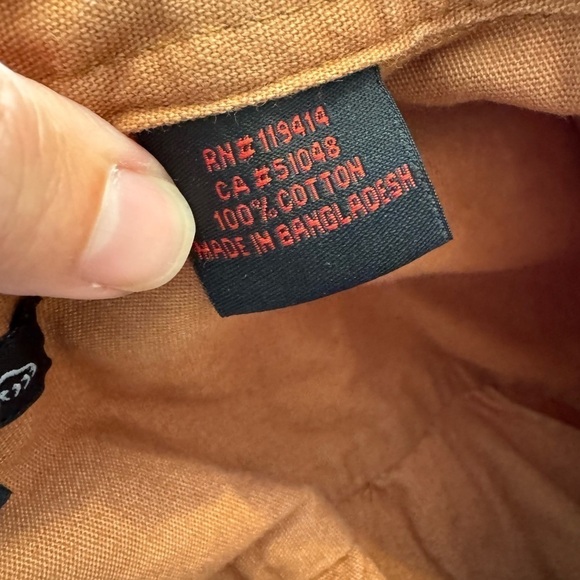 RN# 119414
CA #51048
100% COTTON
MADE IN BANGLADESH